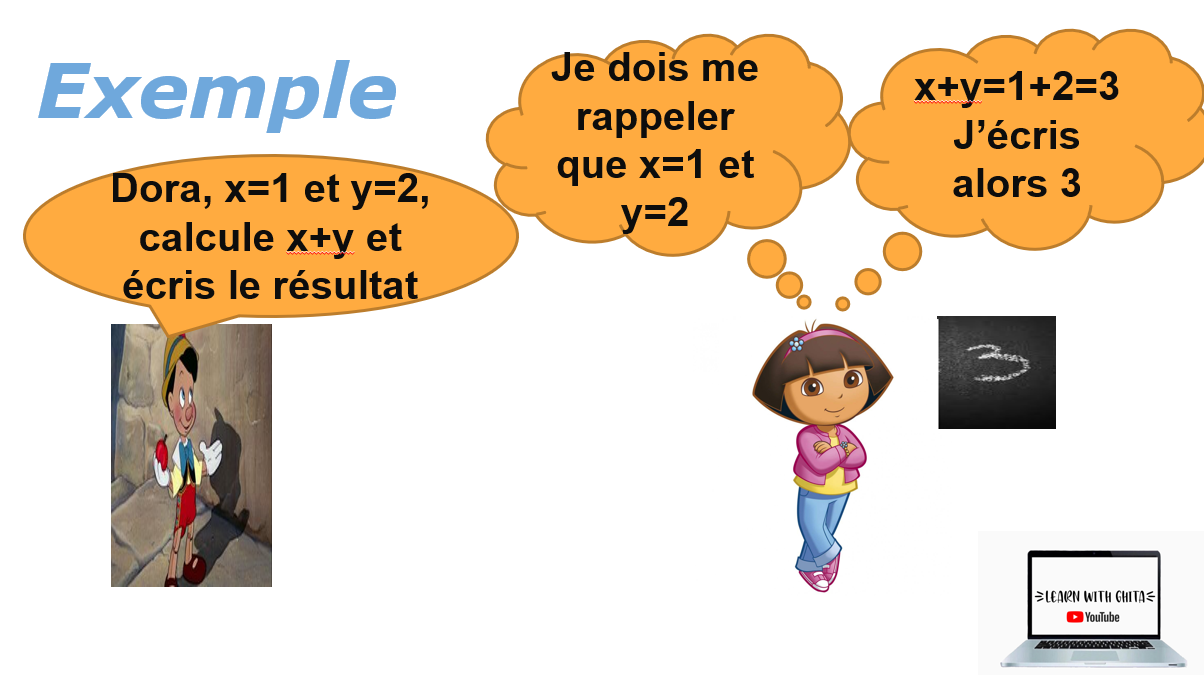 Exemple
Dora, x=1 et y=2,
calcule x+y et
écris le résultat
Je dois me
rappeler
que x=1 et
y=2
x+y=1+2=3
J’écris
alors 3
3
LEARN WITH GHITA
YouTube